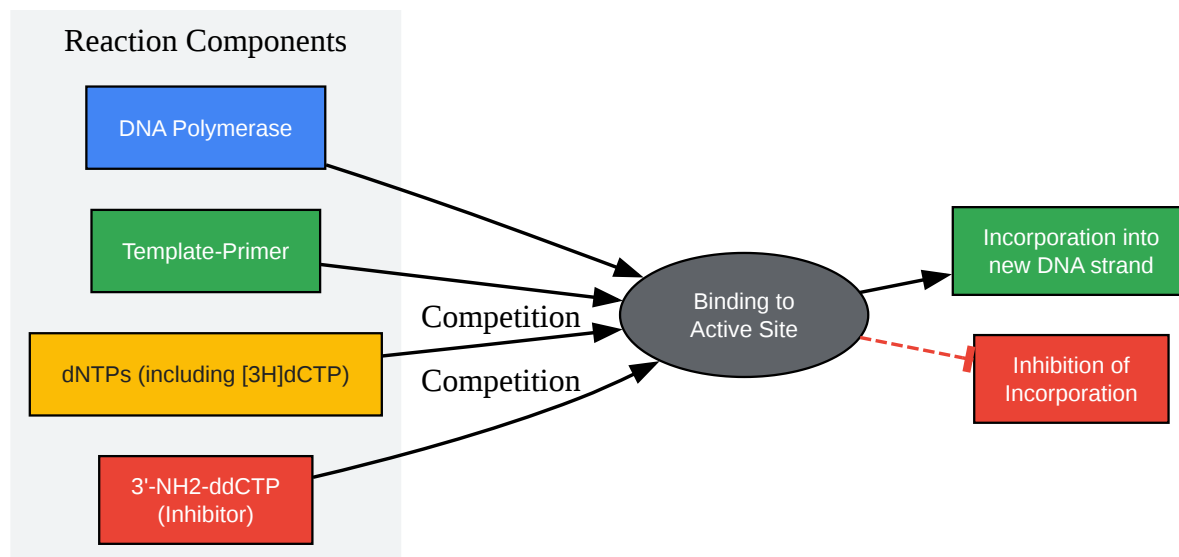 Reaction Components
DNA Polymerase
Template-Primer
dNTPs (including [3H]dCTP)
3'-NH2-ddCTP
(Inhibitor)
Competition
Competition
Binding to
Active Site
Incorporation into
new DNA strand
Inhibition of
Incorporation